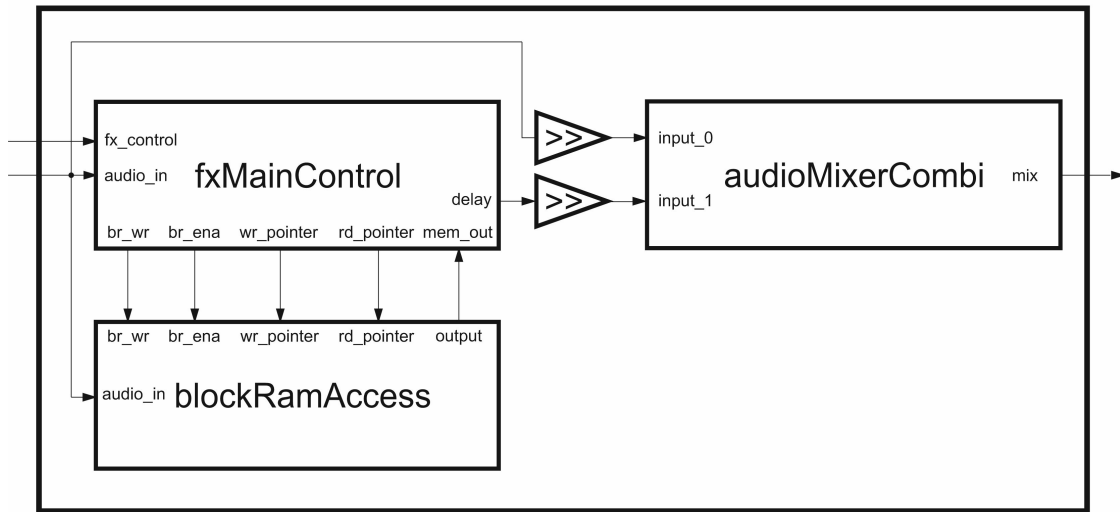 fx_control
audio_in
fxMainControl
delay
br_wr br_ena wr_pointer rd_pointer mem_out
>>
>>
input_0
input_1
audioMixerCombi
mix
br_wr br_ena wr_pointer rd_pointer output
audio_in
blockRamAccess